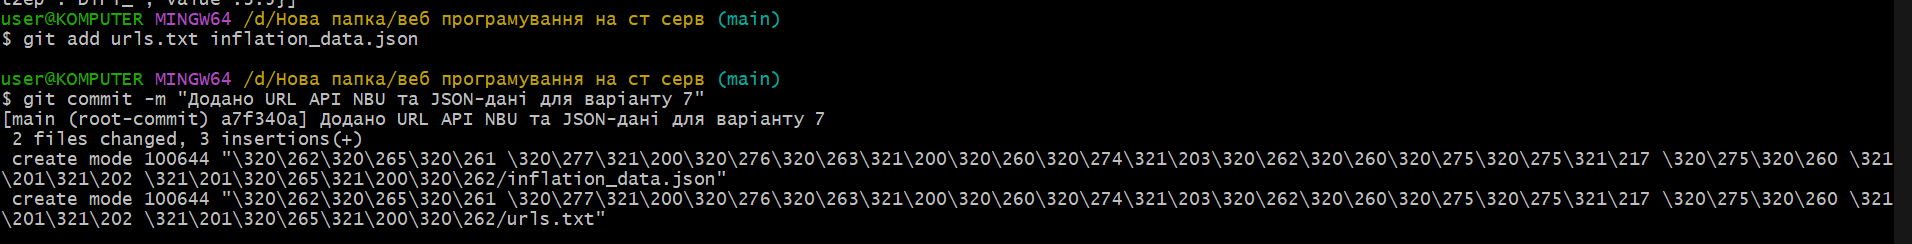 tzep":"DTFT_","value":5.5}]
user@KOMPUTER MINGW64 /d/Нова папка/веб програмування на ст серв (main)
$ git add urls.txt inflation_data.json
user@KOMPUTER MINGW64 /d/Нова папка/веб програмування на ст серв (main)
$ git commit -m "Додано URL API NBU та JSON-дані для варіанту 7"
[main (root-commit) a7f340a] Додано URL API NBU та JSON-дані для варіанту 7
 2 files changed, 3 insertions(+)
 create mode 100644 "\320\262\320\265\320\261 \320\277\321\200\320\276\320\263\321\200\320\260\320\274\321\203\320\262\320\260\320\275\320\275\321\217 \320\275\320\260 \321
\201\321\202 \321\201\320\265\321\200\320\262/inflation_data.json"
 create mode 100644 "\320\262\320\265\320\261 \320\277\321\200\320\276\320\263\321\200\320\260\320\274\321\203\320\262\320\260\320\275\320\275\321\217 \320\275\320\260 \321
\201\321\202 \321\201\320\265\321\200\320\262/urls.txt"